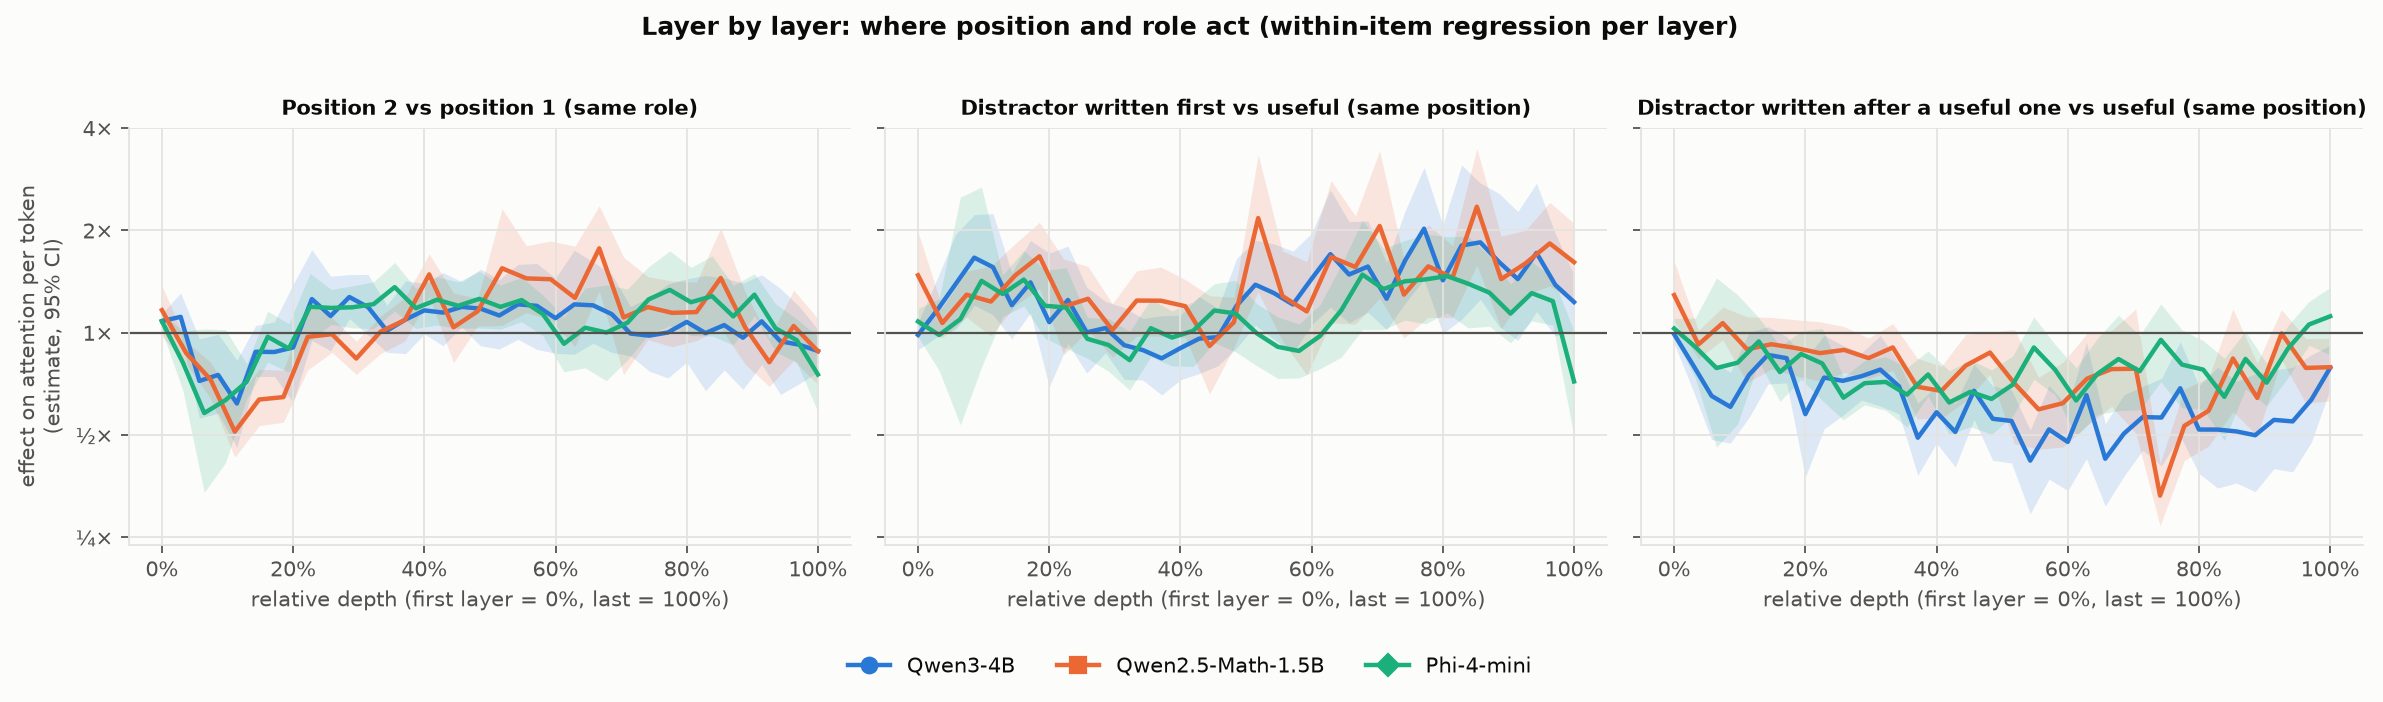 Layer by layer: where position and role act (within-item regression per layer)
Position 2 vs position 1 (same role)
Distractor written first vs useful (same position)
Distractor written after a useful one vs useful (same position)
effect on attention per token
(estimate, 95% CI)
4×
2×
1×
½×
¼×
0% 20% 40% 60% 80% 100%
0% 20% 40% 60% 80% 100%
0% 20% 40% 60% 80% 100%
relative depth (first layer = 0%, last = 100%)
relative depth (first layer = 0%, last = 100%)
relative depth (first layer = 0%, last = 100%)
Qwen3-4B
Qwen2.5-Math-1.5B
Phi-4-mini